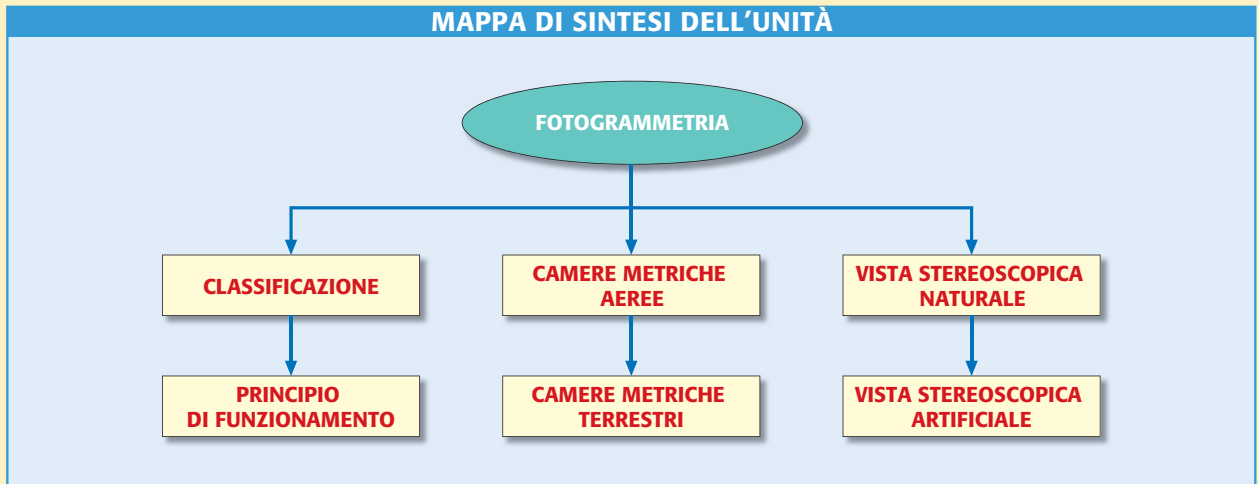 MAPPA DI SINTESI DELL'UNITÀ
FOTOGRAMMETRIA
CLASSIFICAZIONE
CAMERE METRICHE
AEREE
VISTA STEREOSCOPICA
NATURALE
PRINCIPIO
DI FUNZIONAMENTO
CAMERE METRICHE
TERRESTRI
VISTA STEREOSCOPICA
ARTIFICIALE